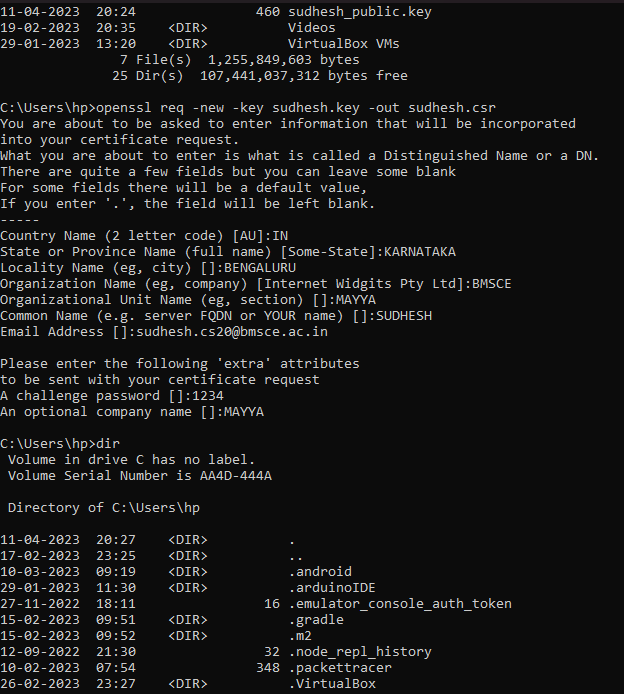 11-04-2023  20:24               460 sudhesh_public.key
19-02-2023  20:35    <DIR>          Videos
29-01-2023  13:20    <DIR>          VirtualBox VMs
               7 File(s)  1,255,849,603 bytes
              25 Dir(s)  107,441,037,312 bytes free
C:\Users\hp>openssl req -new -key sudhesh.key -out sudhesh.csr
You are about to be asked to enter information that will be incorporated
into your certificate request.
What you are about to enter is what is called a Distinguished Name or a DN.
There are quite a few fields but you can leave some blank
For some fields there will be a default value,
If you enter '.', the field will be left blank.
-----
Country Name (2 letter code) [AU]:IN
State or Province Name (full name) [Some-State]:KARNATAKA
Locality Name (eg, city) []:BENGALURU
Organization Name (eg, company) [Internet Widgits Pty Ltd]:BMSCE
Organizational Unit Name (eg, section) []:MAYYA
Common Name (e.g. server FQDN or YOUR name) []:SUDHESH
Email Address []:sudhesh.cs20@bmsce.ac.in
Please enter the following 'extra' attributes
to be sent with your certificate request
A challenge password []:1234
An optional company name []:MAYYA
C:\Users\hp>dir
 Volume in drive C has no label.
 Volume Serial Number is AA4D-444A
 Directory of C:\Users\hp
11-04-2023  20:27    <DIR>          .
17-02-2023  23:25    <DIR>          ..
10-03-2023  09:19    <DIR>          .android
29-01-2023  11:30    <DIR>          .arduinoIDE
27-11-2022  18:11                16 .emulator_console_auth_token
15-02-2023  09:51    <DIR>          .gradle
15-02-2023  09:52    <DIR>          .m2
12-09-2022  21:30                32 .node_repl_history
10-02-2023  07:54               348 .packettracer
26-02-2023  23:27    <DIR>          .VirtualBox